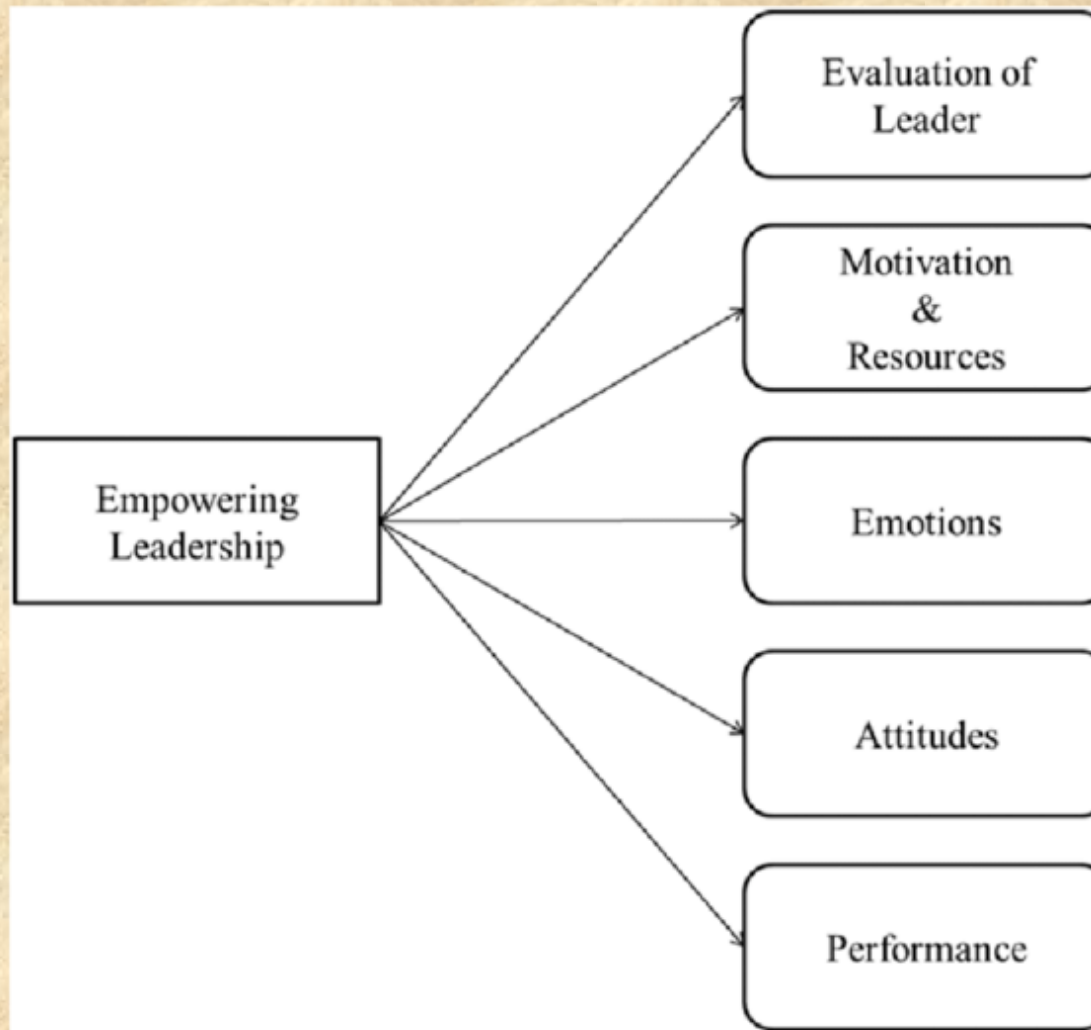 Empowering
Leadership
Evaluation of
Leader
Motivation
&
Resources
Emotions
Attitudes
Performance